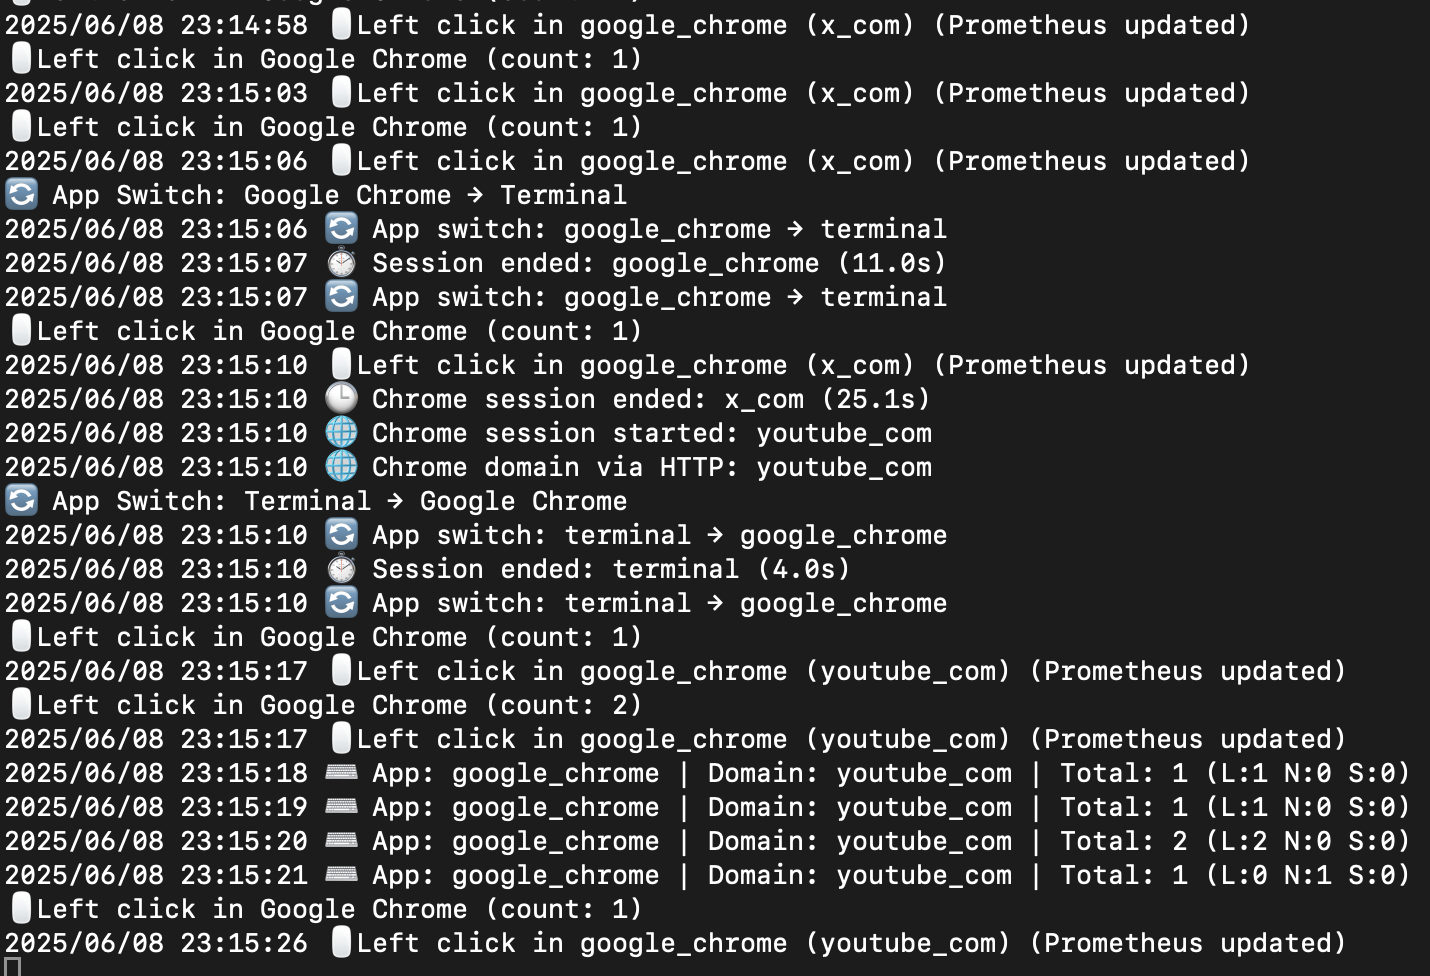 2025/06/08 23:14:58 Left click in google_chrome (x_com) (Prometheus updated)
Left click in Google Chrome (count: 1)
2025/06/08 23:15:03 Left click in google_chrome (x_com) (Prometheus updated)
Left click in Google Chrome (count: 1)
2025/06/08 23:15:06 Left click in google_chrome (x_com) (Prometheus updated)
🔄 App Switch: Google Chrome → Terminal
2025/06/08 23:15:06 🔄 App switch: google_chrome → terminal
2025/06/08 23:15:07 ⏱ Session ended: google_chrome (11.0s)
2025/06/08 23:15:07 🔄 App switch: google_chrome → terminal
Left click in Google Chrome (count: 1)
2025/06/08 23:15:10 Left click in google_chrome (x_com) (Prometheus updated)
2025/06/08 23:15:10 🕒 Chrome session ended: x_com (25.1s)
2025/06/08 23:15:10 🌐 Chrome session started: youtube_com
2025/06/08 23:15:10 🌐 Chrome domain via HTTP: youtube_com
🔄 App Switch: Terminal → Google Chrome
2025/06/08 23:15:10 🔄 App switch: terminal → google_chrome
2025/06/08 23:15:10 ⏱ Session ended: terminal (4.0s)
2025/06/08 23:15:10 🔄 App switch: terminal → google_chrome
Left click in Google Chrome (count: 1)
2025/06/08 23:15:17 Left click in google_chrome (youtube_com) (Prometheus updated)
Left click in Google Chrome (count: 2)
2025/06/08 23:15:17 Left click in google_chrome (youtube_com) (Prometheus updated)
2025/06/08 23:15:18 ⌨ App: google_chrome | Domain: youtube_com | Total: 1 (L:1 N:0 S:0)
2025/06/08 23:15:19 ⌨ App: google_chrome | Domain: youtube_com | Total: 1 (L:1 N:0 S:0)
2025/06/08 23:15:20 ⌨ App: google_chrome | Domain: youtube_com | Total: 2 (L:2 N:0 S:0)
2025/06/08 23:15:21 ⌨ App: google_chrome | Domain: youtube_com | Total: 1 (L:0 N:1 S:0)
Left click in Google Chrome (count: 1)
2025/06/08 23:15:26 Left click in google_chrome (youtube_com) (Prometheus updated)